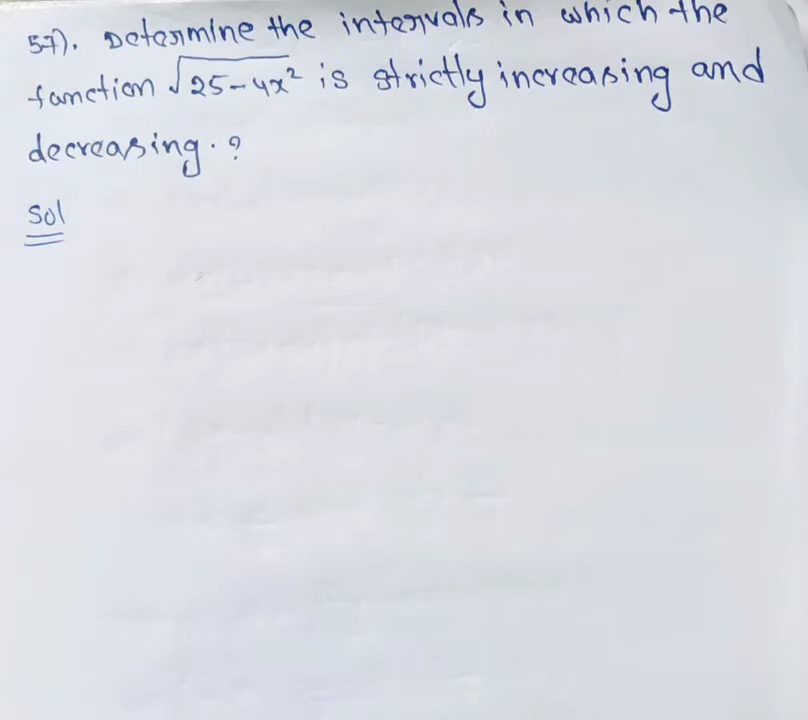 57). Determine the intervals in which the
function √25-4x² is strictly increasing and
decreasing.?
Sol